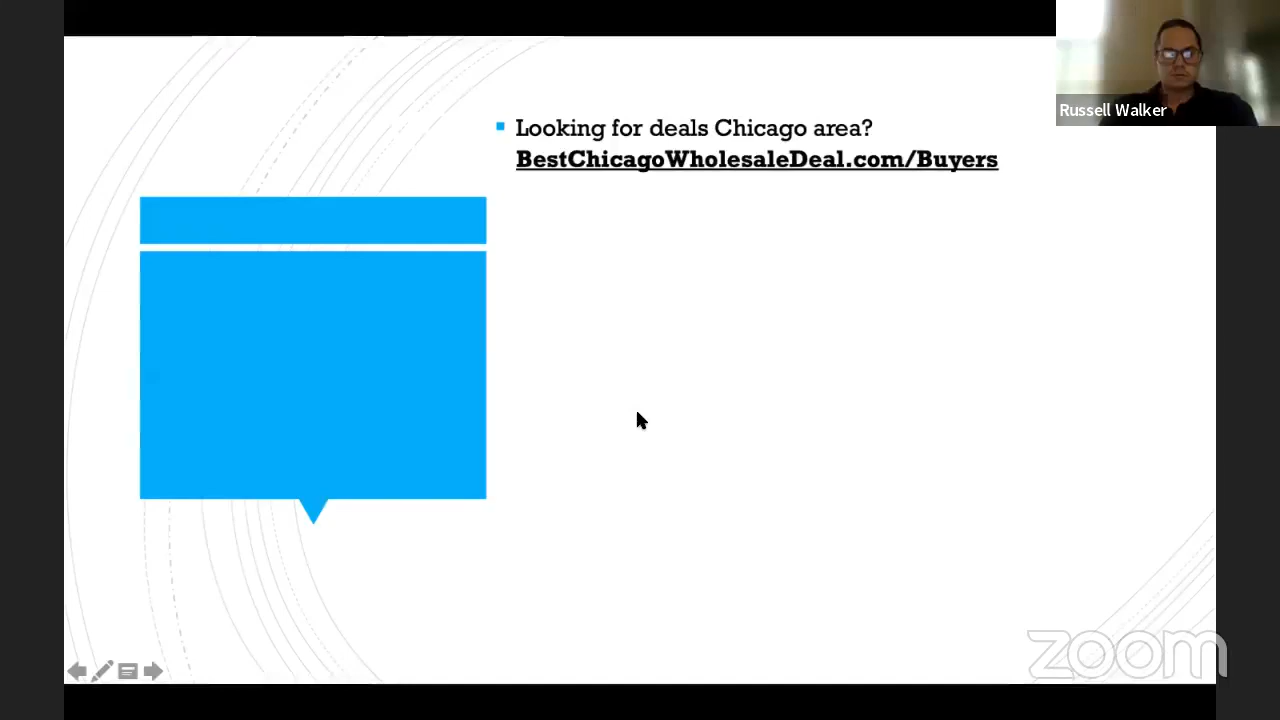 Russell Walker
Looking for deals Chicago area?
BestChicagoWholesaleDeal.com/Buyers
zoom